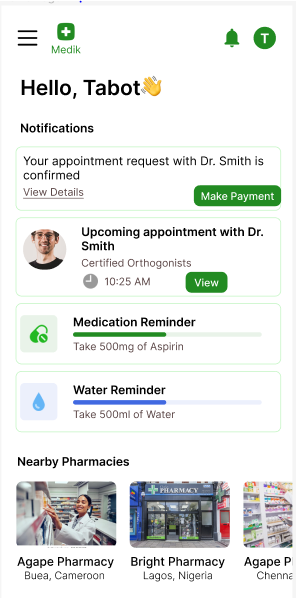 Medik
T
Hello, Tabot👋
Notifications
Your appointment request with Dr. Smith is
confirmed
View Details
Make Payment
Upcoming appointment with Dr.
Smith
Certified Orthogonists
10:25 AM
View
Medication Reminder
Take 500mg of Aspirin
Water Reminder
Take 500ml of Water
Nearby Pharmacies
PHARMACY
Agape Pharmacy
Buea, Cameroon
Bright Pharmacy
Lagos, Nigeria
Agape P
Chenna